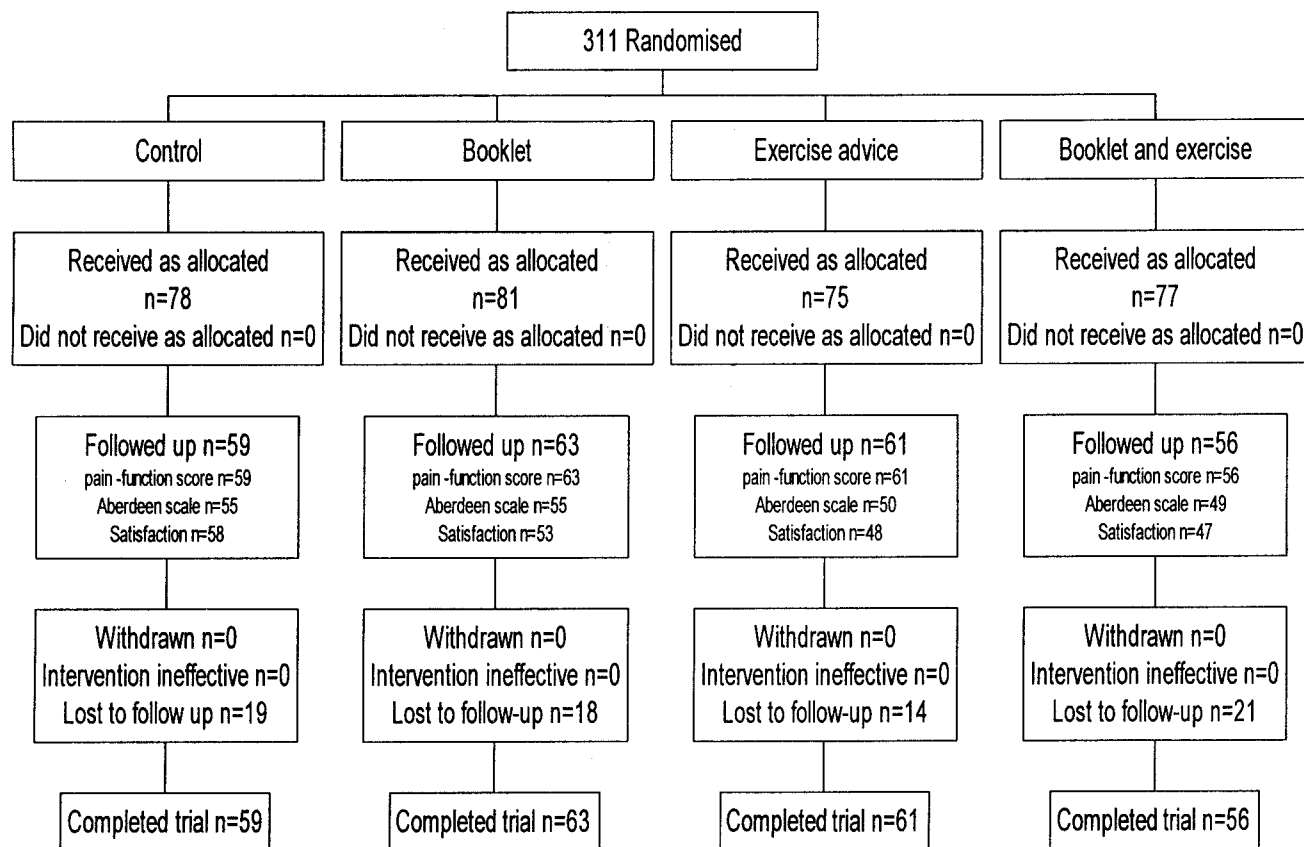 311 Randomised
Control
Booklet
Exercise advice
Booklet and exercise
Received as allocated
n=78
Did not receive as allocated n=0
Received as allocated
n=81
Did not receive as allocated n=0
Received as allocated
n=75
Did not receive as allocated n=0
Received as allocated
n=77
Did not receive as allocated n=0
Followed up n=59
pain -function score n=59
Aberdeen scale n=55
Satisfaction n=58
Followed up n=63
pain -function score n=63
Aberdeen scale n=55
Satisfaction n=53
Followed up n=61
pain -function score n=61
Aberdeen scale n=50
Satisfaction n=48
Followed up n=56
pain -function score n=56
Aberdeen scale n=49
Satisfaction n=47
Withdrawn n=0
Intervention ineffective n=0
Lost to follow up n=19
Withdrawn n=0
Intervention ineffective n=0
Lost to follow-up n=18
Withdrawn n=0
Intervention ineffective n=0
Lost to follow-up n=14
Withdrawn n=0
Intervention ineffective n=0
Lost to follow-up n=21
Completed trial n=59
Completed trial n=63
Completed trial n=61
Completed trial n=56